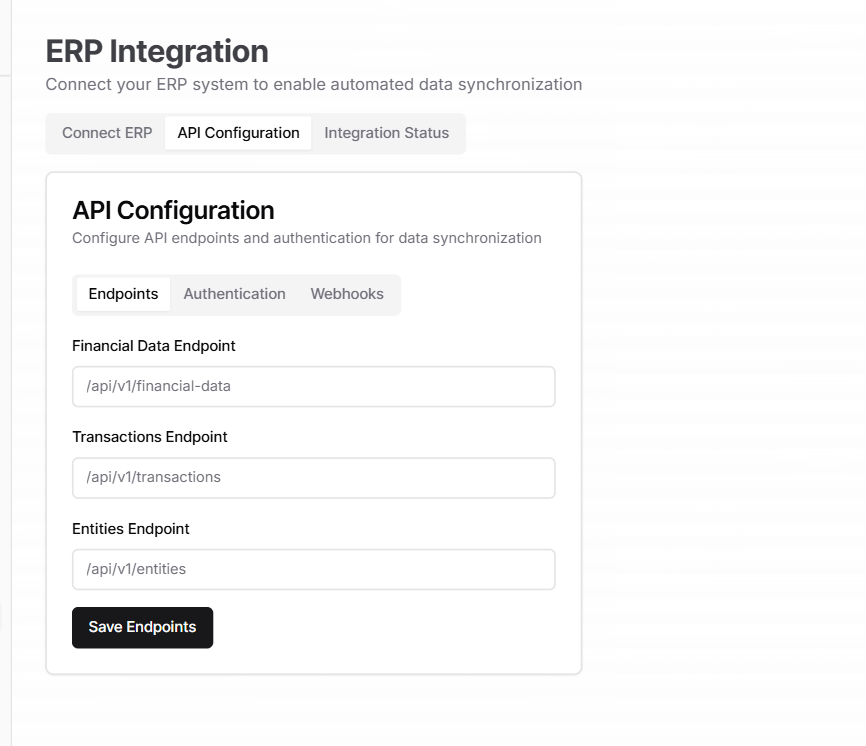 ERP Integration
Connect your ERP system to enable automated data synchronization
Connect ERP API Configuration Integration Status
API Configuration
Configure API endpoints and authentication for data synchronization
Endpoints Authentication Webhooks
Financial Data Endpoint
/api/v1/financial-data
Transactions Endpoint
/api/v1/transactions
Entities Endpoint
/api/v1/entities
Save Endpoints